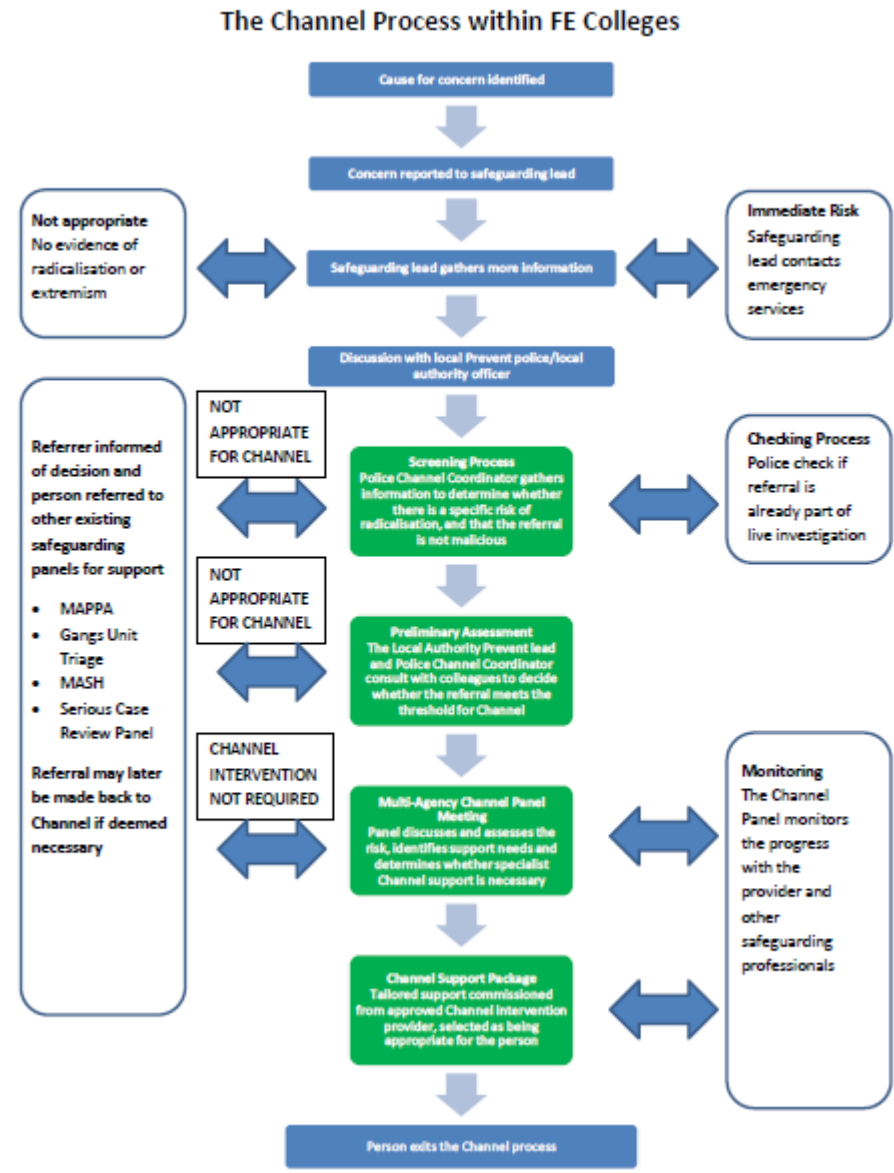 The Channel Process within FE Colleges
Cause for concern identified
Concern reported to safeguarding lead
Not appropriate
No evidence of
radicalisation or
extremism
Safeguarding lead gathers more information
Immediate Risk
Safeguarding
lead contacts
emergency
services
Discussion with local Prevent police/local
authority officer
Referrer informed
of decision and
person referred to
other existing
safeguarding
panels for support
• MAPPA
• Gangs Unit
Triage
• MASH
• Serious Case
Review Panel
Referral may later
be made back to
Channel if deemed
necessary
NOT
APPROPRIATE
FOR CHANNEL
Screening Process
Police Channel Coordinator gathers
information to determine whether
there is a specific risk of
radicalisation, and that the referral
is not malicious
Checking Process
Police check if
referral is
already part of
live investigation
NOT
APPROPRIATE
FOR CHANNEL
Preliminary Assessment
The Local Authority Prevent lead
and Police Channel Coordinator
consult with colleagues to decide
whether the referral meets the
threshold for Channel
CHANNEL
INTERVENTION
NOT REQUIRED
Multi-Agency Channel Panel
Meeting
Panel discusses and assesses the
risk, identifies support needs and
determines whether specialist
Channel support is necessary
Monitoring
The Channel
Panel monitors
the progress
with the
provider and
other
safeguarding
professionals
Channel Support Package
Tailored support commissioned
from approved Channel intervention
provider, selected as being
appropriate for the person
Person exits the Channel process